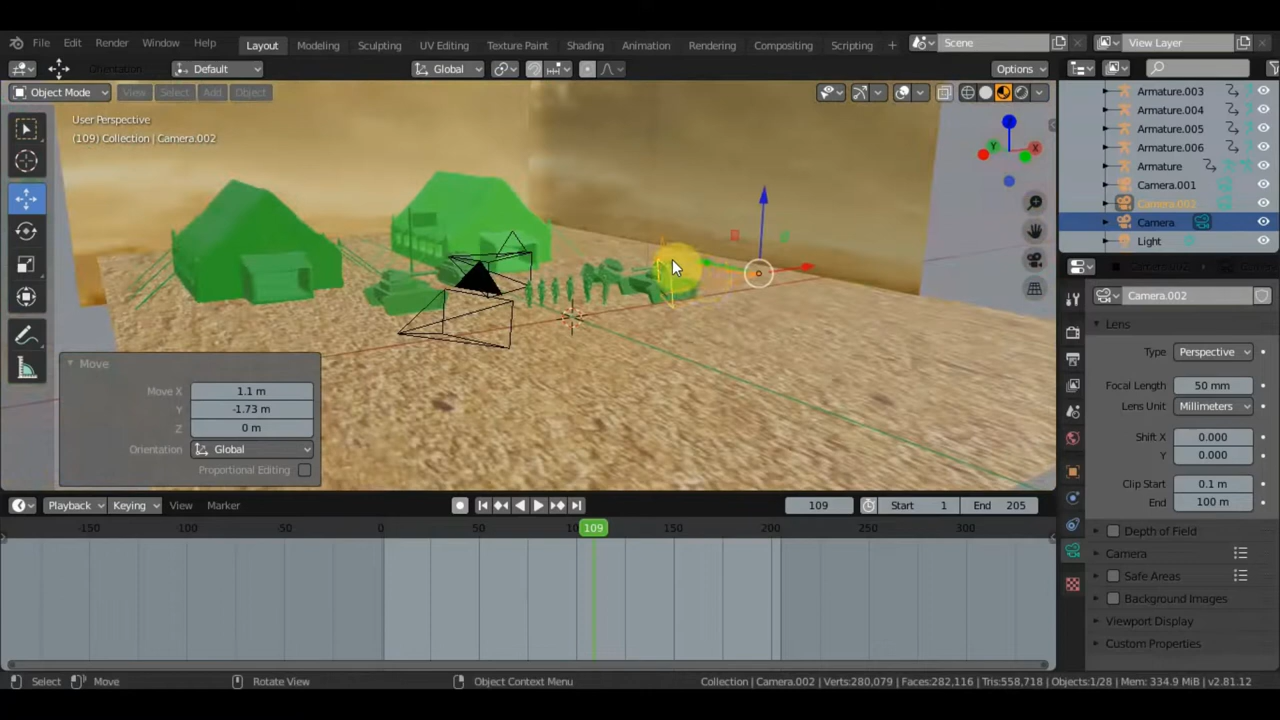 File Edit Render Window Help Layout Modeling Sculpting UV Editing Texture Paint Shading Animation Rendering Compositing Scripting + Scene View Layer
Orientation: Default Global Options
Object Mode View Select Add Object
User Perspective
(109) Collection | Camera.002
Z
Y
X
Armature.003
Armature.004
Armature.005
Armature.006
Armature
Camera.001
Camera.002
Camera
Light
Camera.002
Camera.002
Lens
Type Perspective
Focal Length 50 mm
Lens Unit Millimeters
Shift X 0.000
Y 0.000
Clip Start 0.1 m
End 100 m
Depth of Field
Camera
Safe Areas
Background Images
Viewport Display
Custom Properties
Move
Move X 1.1 m
Y -1.73 m
Z 0 m
Orientation Global
Proportional Editing
Playback Keying View Marker 109 Start 1 End 205
-150 -100 -50 0 50 109 150 200 250 300
Select Move Rotate View Object Context Menu Collection | Camera.002 | Verts:280,079 | Faces:282,116 | Tris:558,718 | Objects:1/28 | Mem: 334.9 MiB | v2.81.12